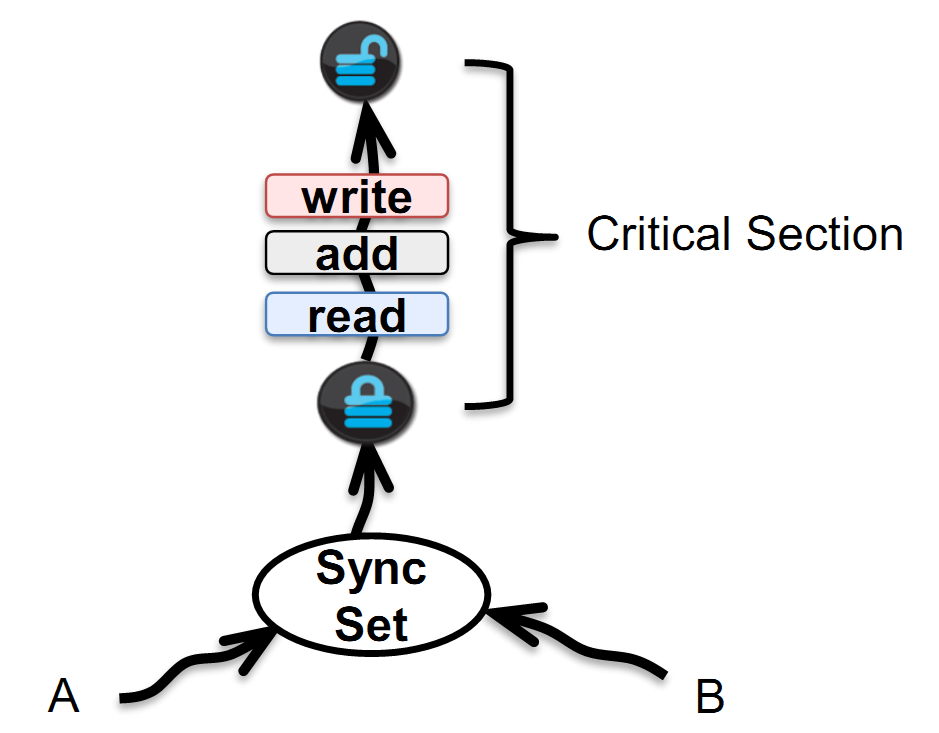 write
add
Critical Section
read
Sync
Set
A
B